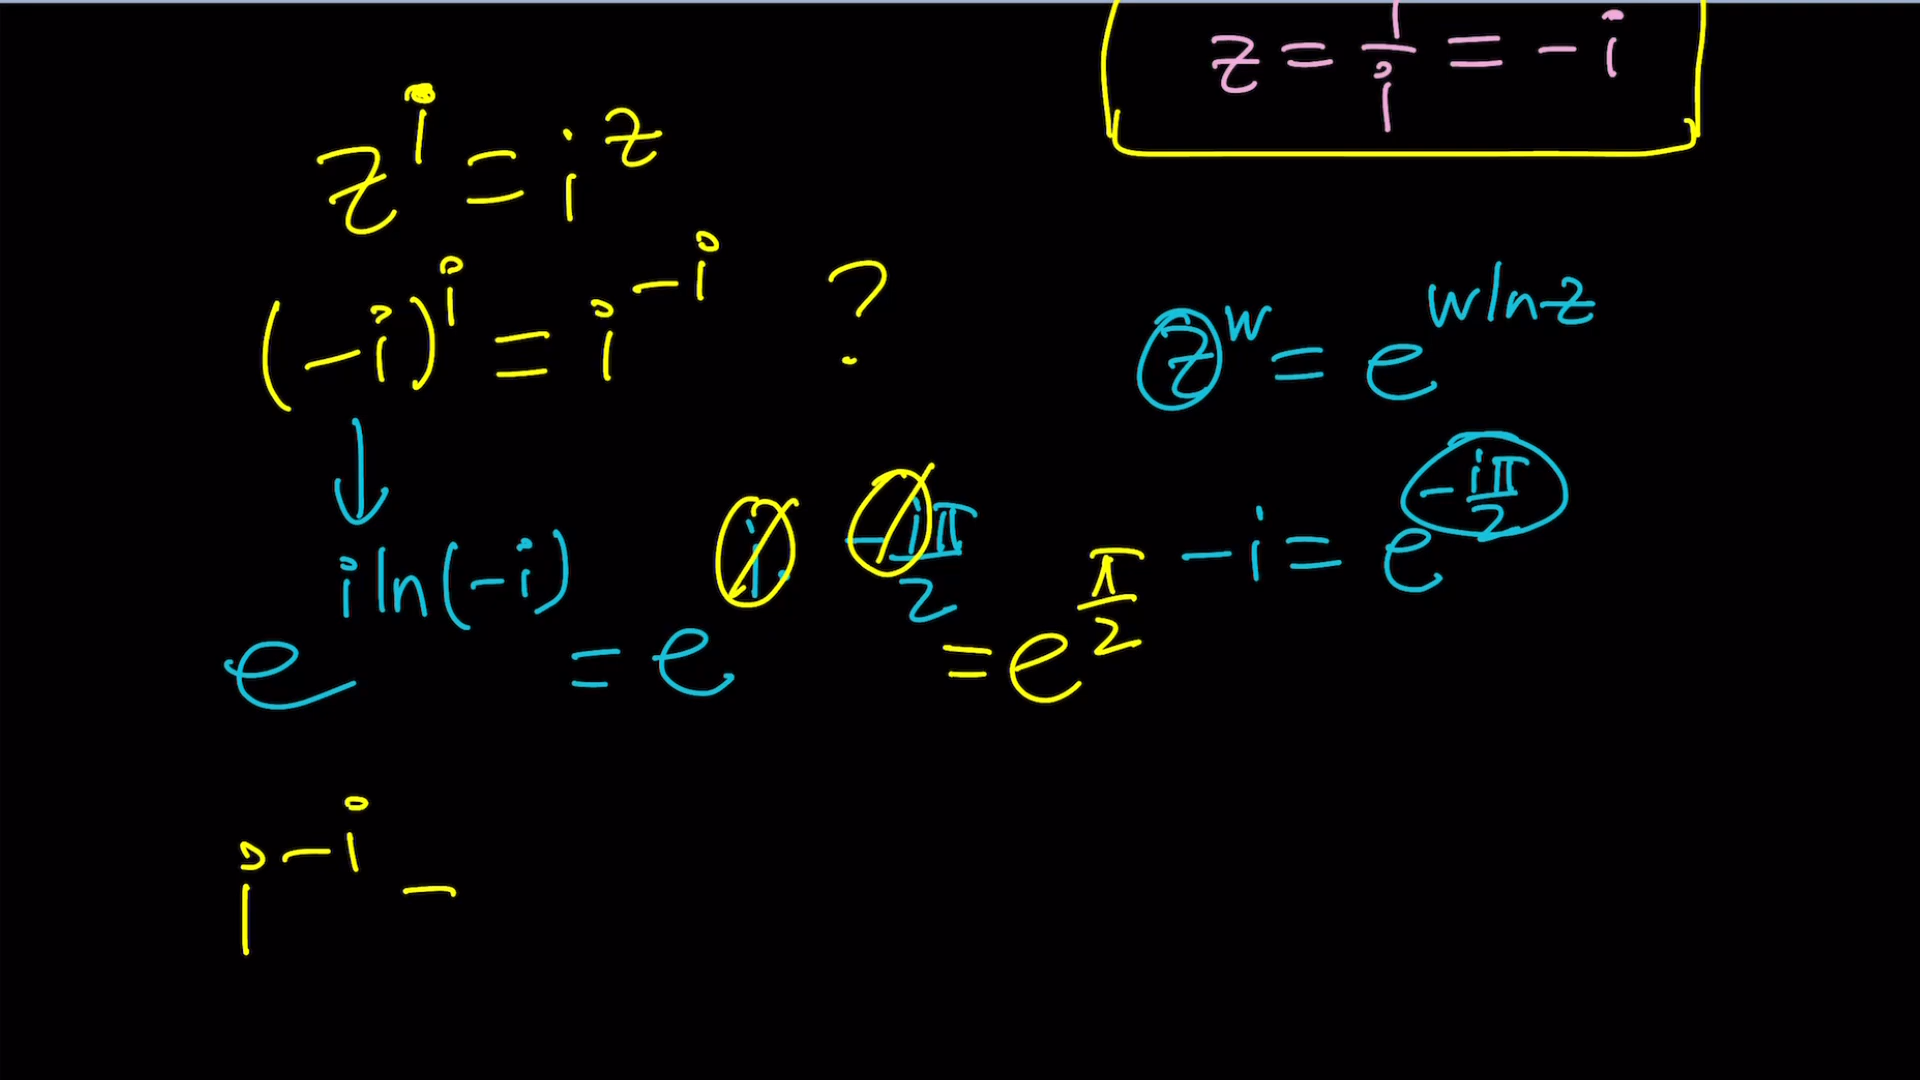 z = 1/i = -i
z^i = i^z
(-i)^i = i^-i ?
z^w = e^(w ln z)
-i = e^(-iπ/2)
e^(i ln(-i)) = e^(i · -iπ/2) = e^(π/2)
i^-i -